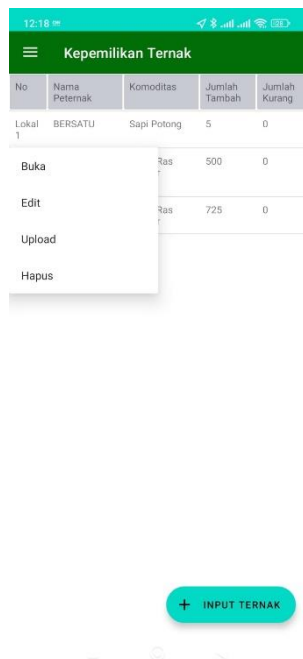 12:18
Kepemilikan Ternak
No Nama Peternak Komoditas Jumlah Tambah Jumlah Kurang
Lokal 1 BERSATU Sapi Potong 5 0
Ras 500 0
Ras 725 0
Buka
Edit
Upload
Hapus
+ INPUT TERNAK